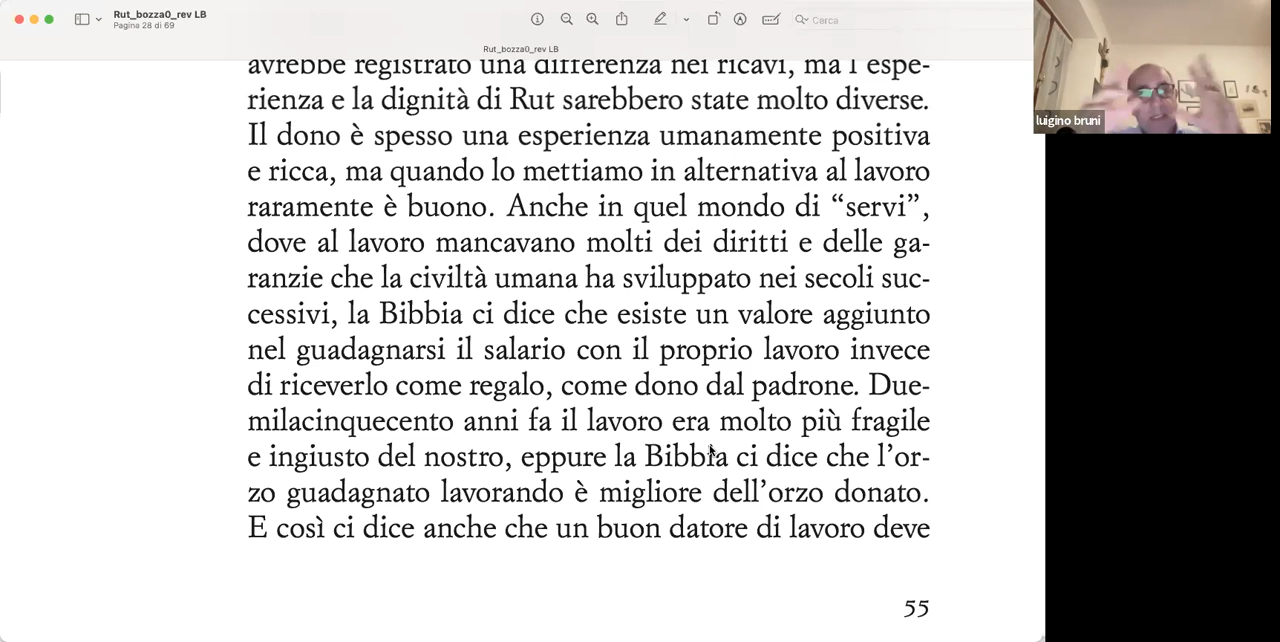 Rut_bozza0_rev LB
Pagina 28 di 69
Cerca
Rut_bozza0_rev LB
avrebbe registrato una differenza nei ricavi, ma l'espe-
rienza e la dignità di Rut sarebbero state molto diverse.
Il dono è spesso una esperienza umanamente positiva
e ricca, ma quando lo mettiamo in alternativa al lavoro
raramente è buono. Anche in quel mondo di “servi”,
dove al lavoro mancavano molti dei diritti e delle ga-
ranzie che la civiltà umana ha sviluppato nei secoli suc-
cessivi, la Bibbia ci dice che esiste un valore aggiunto
nel guadagnarsi il salario con il proprio lavoro invece
di riceverlo come regalo, come dono dal padrone. Due-
milacinquecento anni fa il lavoro era molto più fragile
e ingiusto del nostro, eppure la Bibbia ci dice che l’or-
zo guadagnato lavorando è migliore dell’orzo donato.
E così ci dice anche che un buon datore di lavoro deve
55
luigino bruni